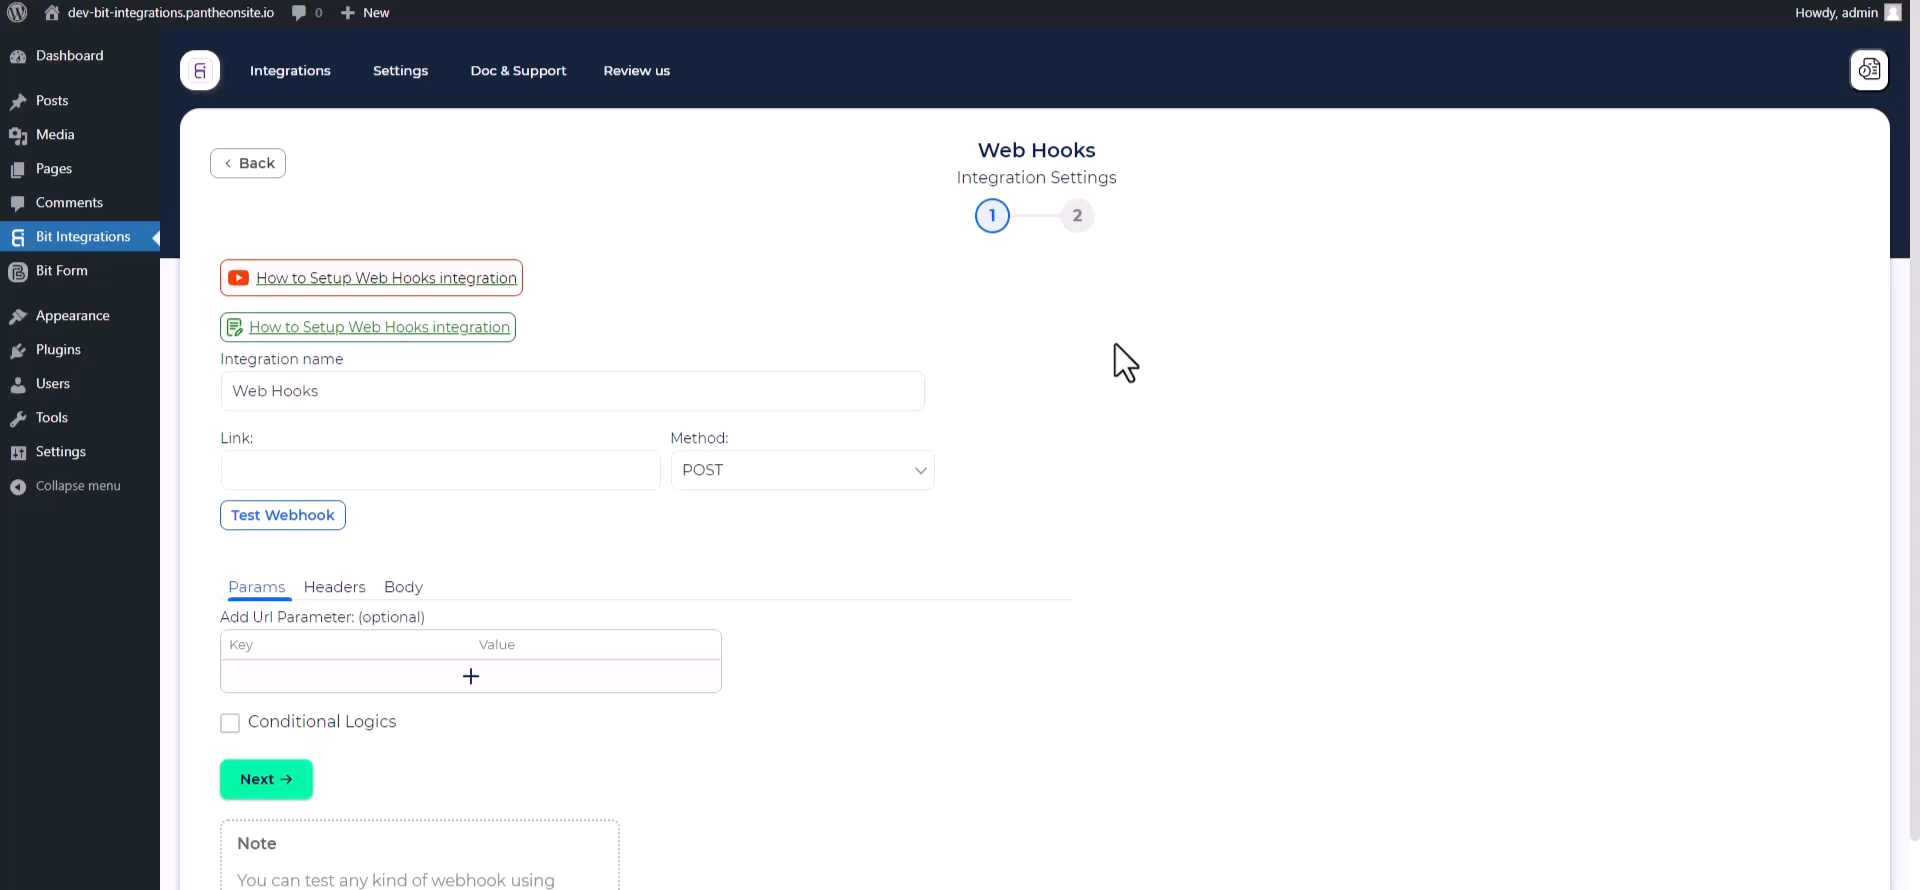 dev-bit-integrations.pantheonsite.io 0 New Howdy, admin
Dashboard
Posts
Media
Pages
Comments
Bit Integrations
Bit Form
Appearance
Plugins
Users
Tools
Settings
Collapse menu
Integrations Settings Doc & Support Review us
Back
Web Hooks
Integration Settings
1 2
How to Setup Web Hooks integration
How to Setup Web Hooks integration
Integration name
Web Hooks
Link: Method:
POST
Test Webhook
Params Headers Body
Add Url Parameter: (optional)
Key Value
Conditional Logics
Next
Note
You can test any kind of webhook using